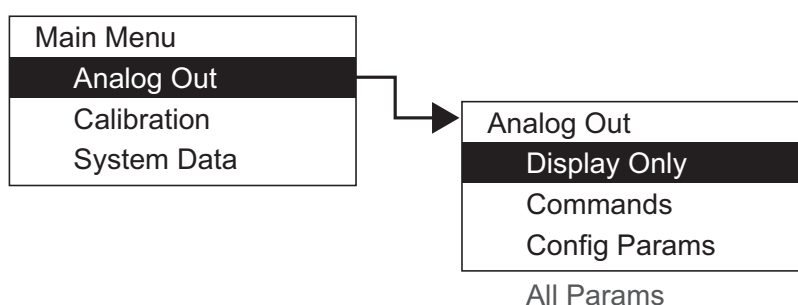 Main Menu
Analog Out
Calibration
System Data
Analog Out
Display Only
Commands
Config Params
All Params